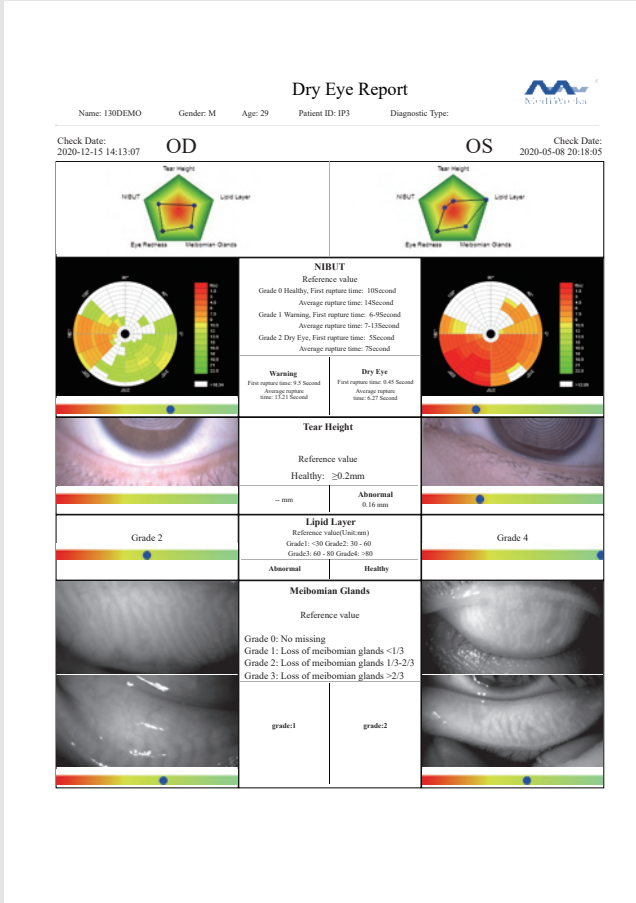 Dry Eye Report
MediWorks
Name: 130DEMO Gender: M Age: 29 Patient ID: IP3 Diagnostic Type:
Check Date:
2020-12-15 14:13:07
OD
OS
Check Date:
2020-05-08 20:18:05
Tear Height
NIBUT
Lipid Layer
Eye Redness
Meibomian Glands
Tear Height
NIBUT
Lipid Layer
Eye Redness
Meibomian Glands
NIBUT
Reference value
Grade 0 Healthy, First rupture time: 10Second
Average rupture time: 14Second
Grade 1 Warning, First rupture time: 6-9Second
Average rupture time: 7-13Second
Grade 2 Dry Eye, First rupture time: 5Second
Average rupture time: 7Second
Warning
First rupture time: 9.5 Second
Average rupture
time: 13.21 Second
Dry Eye
First rupture time: 0.45 Second
Average rupture
time: 6.27 Second
Tear Height
Reference value
Healthy: ≥0.2mm
-- mm
Abnormal
0.16 mm
Grade 2
Lipid Layer
Reference value(Unit:nm)
Grade1: <30 Grade2: 30 - 60
Grade3: 60 - 80 Grade4: >80
Abnormal
Healthy
Grade 4
Meibomian Glands
Reference value
Grade 0: No missing
Grade 1: Loss of meibomian glands <1/3
Grade 2: Loss of meibomian glands 1/3-2/3
Grade 3: Loss of meibomian glands >2/3
grade:1
grade:2